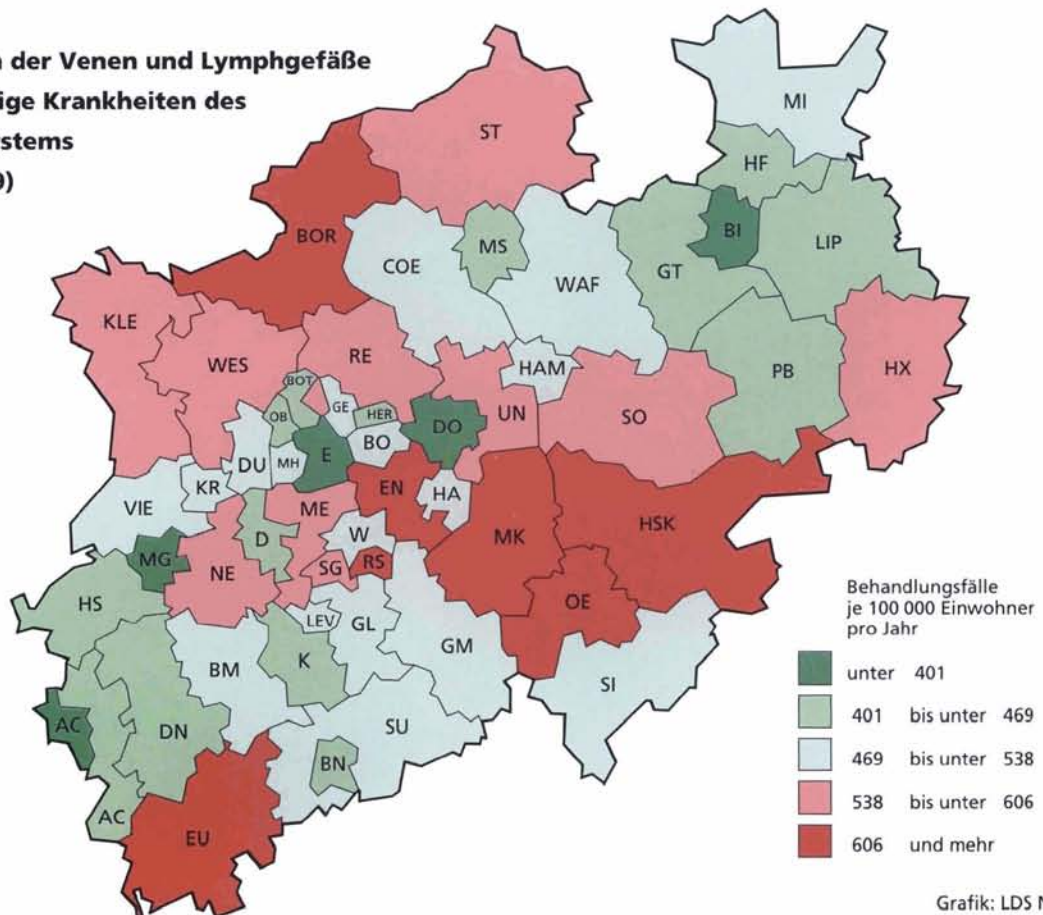 n der Venen und Lymphgefäße
ige Krankheiten des
stems
)
MI
ST
HF
BOR
BI
LIP
MS
COE
GT
WAF
KLE
RE
WES
HAM
PB
HX
BOT
GE
OB
HER
DO
UN
SO
BO
E
DU
MH
KR
EN
HA
VIE
ME
HSK
W
MK
D
MG
RS
NE
SG
OE
HS
LEV
GL
GM
BM
K
SI
AC
DN
SU
BN
AC
EU
Behandlungsfälle
je 100 000 Einwohner
pro Jahr
unter 401
401 bis unter 469
469 bis unter 538
538 bis unter 606
606 und mehr
Grafik: LDS N